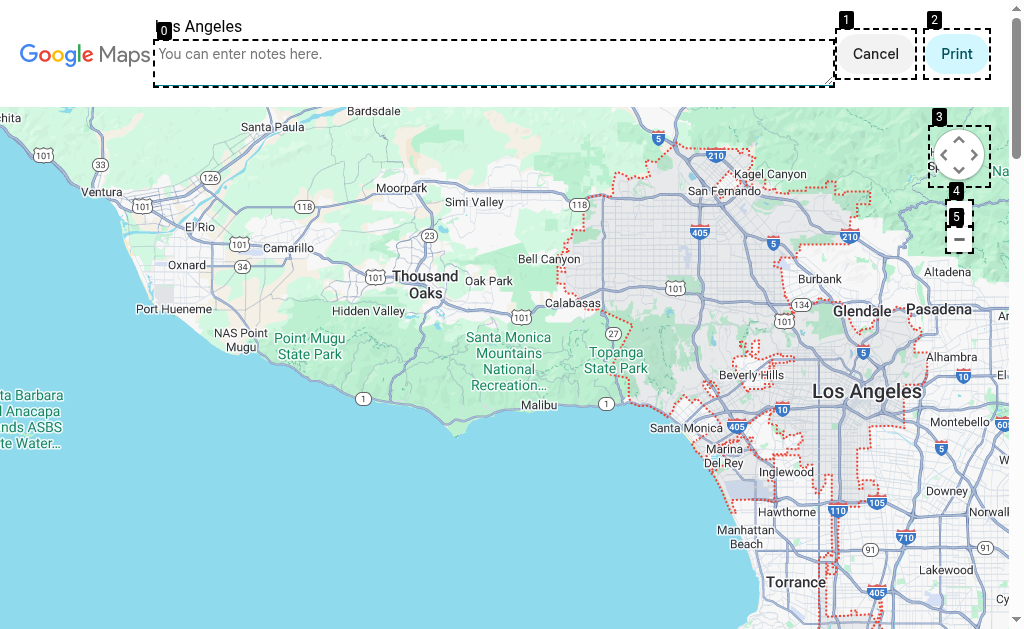 Los Angeles
Google Maps
You can enter notes here.
Cancel
Print
0
1
2
3
4
5
Bardsdale
Santa Paula
101
33
126
Ventura
101
118
El Rio
101
Camarillo
34
Oxnard
Port Hueneme
NAS Point
Mugu
Point Mugu
State Park
Moorpark
Simi Valley
118
23
Thousand
Oaks
101
Oak Park
Hidden Valley
Bell Canyon
Calabasas
101
Santa Monica
Mountains
National
Recreation...
27
Topanga
State Park
Malibu
1
1
5
210
Kagel Canyon
San Fernando
405
5
210
Burbank
101
134
101
Glendale
Pasadena
Altadena
5
Alhambra
10
Beverly Hills
Los Angeles
10
Santa Monica
405
Montebello
5
Marina
Del Rey
Inglewood
Hawthorne
110
105
Downey
Norwalk
Manhattan
Beach
710
91
91
Torrance
Lakewood
405
ta Barbara
Anacapa
nds ASBS
te Water...